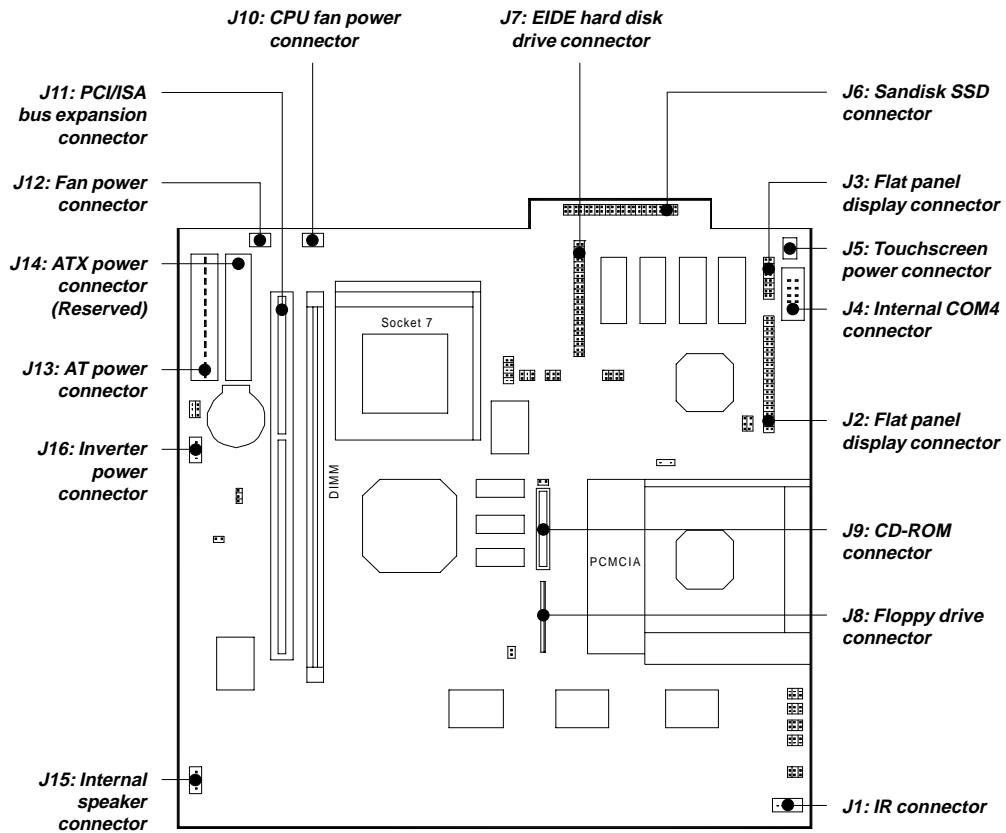 J10: CPU fan power
connector
J7: EIDE hard disk
drive connector
J11: PCI/ISA
bus expansion
connector
J6: Sandisk SSD
connector
J12: Fan power
connector
J3: Flat panel
display connector
J14: ATX power
connector
(Reserved)
J5: Touchscreen
power connector
J4: Internal COM4
connector
Socket 7
J13: AT power
connector
J2: Flat panel
display connector
J16: Inverter
power
connector
DIMM
J9: CD-ROM
connector
PCMCIA
J8: Floppy drive
connector
J15: Internal
speaker
connector
J1: IR connector